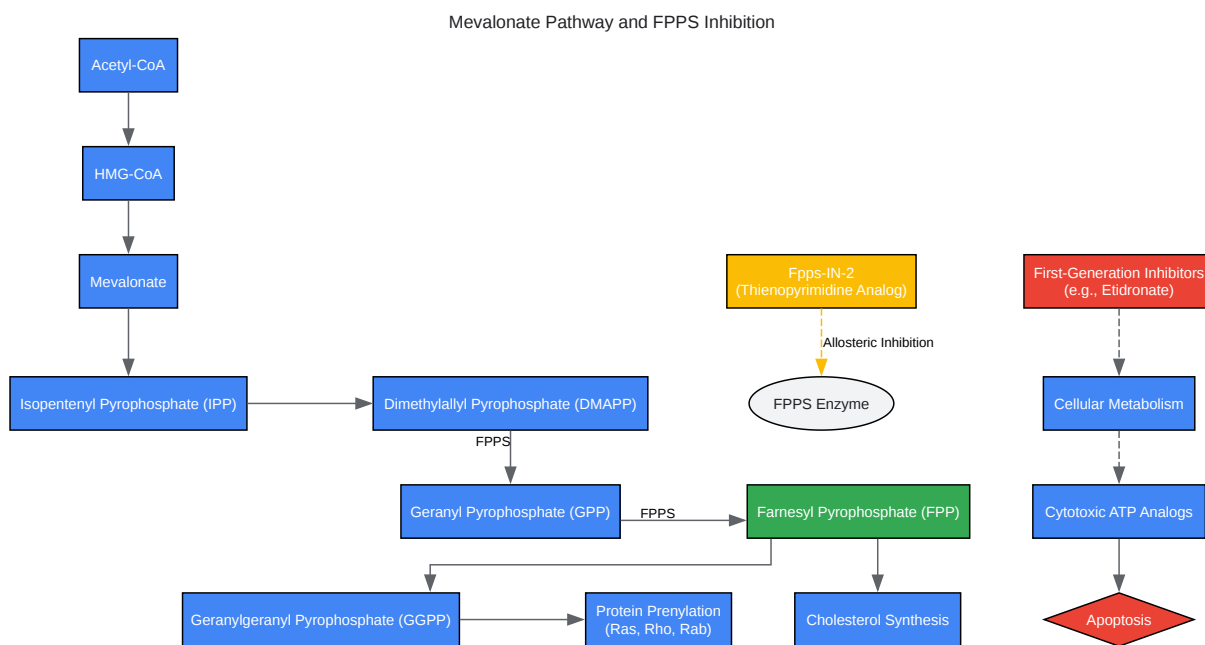 Mevalonate Pathway and FPPS Inhibition
Acetyl-CoA
HMG-CoA
Mevalonate
Fpps-IN-2
(Thienopyrimidine Analog)
First-Generation Inhibitors
(e.g., Etidronate)
Allosteric Inhibition
Isopentenyl Pyrophosphate (IPP)
Dimethylallyl Pyrophosphate (DMAPP)
FPPS Enzyme
Cellular Metabolism
FPPS
Geranyl Pyrophosphate (GPP)
FPPS
Farnesyl Pyrophosphate (FPP)
Cytotoxic ATP Analogs
Geranylgeranyl Pyrophosphate (GGPP)
Protein Prenylation
(Ras, Rho, Rab)
Cholesterol Synthesis
Apoptosis